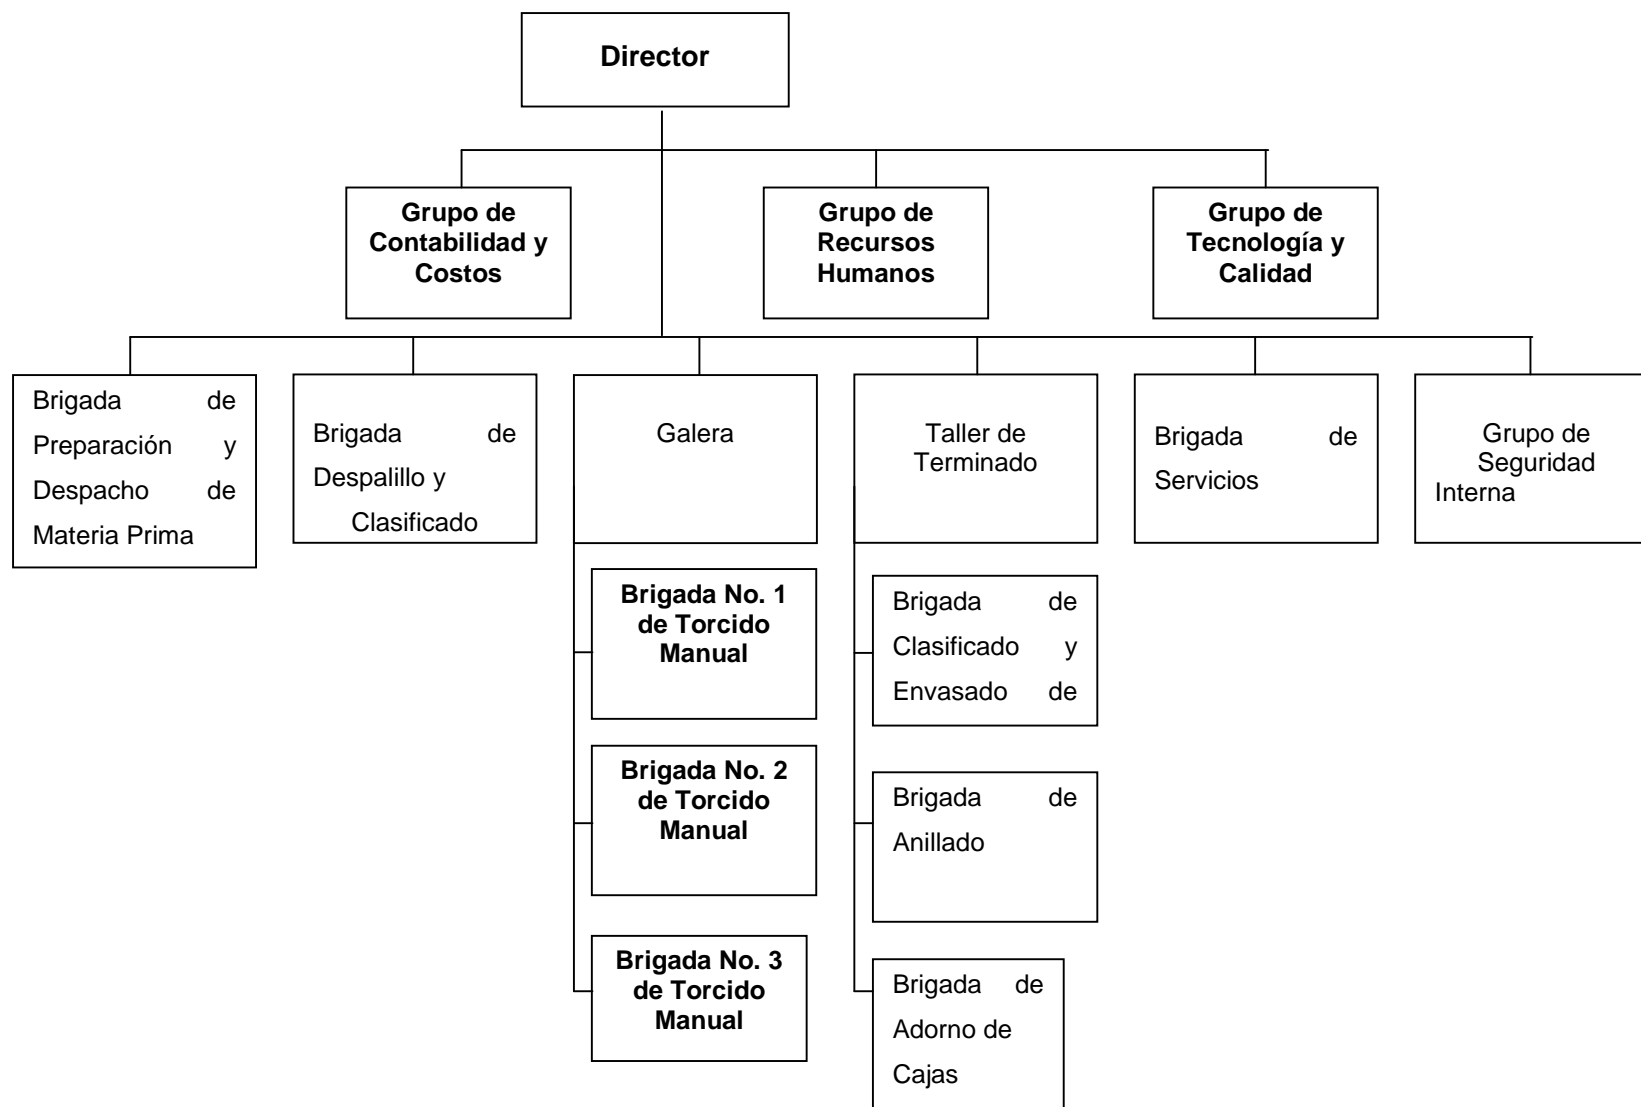 Director
Grupo de
Contabilidad y
Costos
Grupo de
Recursos
Humanos
Grupo de
Tecnología y
Calidad
Brigada de
Preparación y
Despacho de
Materia Prima
Brigada de
Despalillo y
Clasificado
Galera
Taller de
Terminado
Brigada de
Servicios
Grupo de
Seguridad
Interna
Brigada No. 1
de Torcido
Manual
Brigada No. 2
de Torcido
Manual
Brigada No. 3
de Torcido
Manual
Brigada de
Clasificado y
Envasado de
Brigada de
Anillado
Brigada de
Adorno de
Cajas